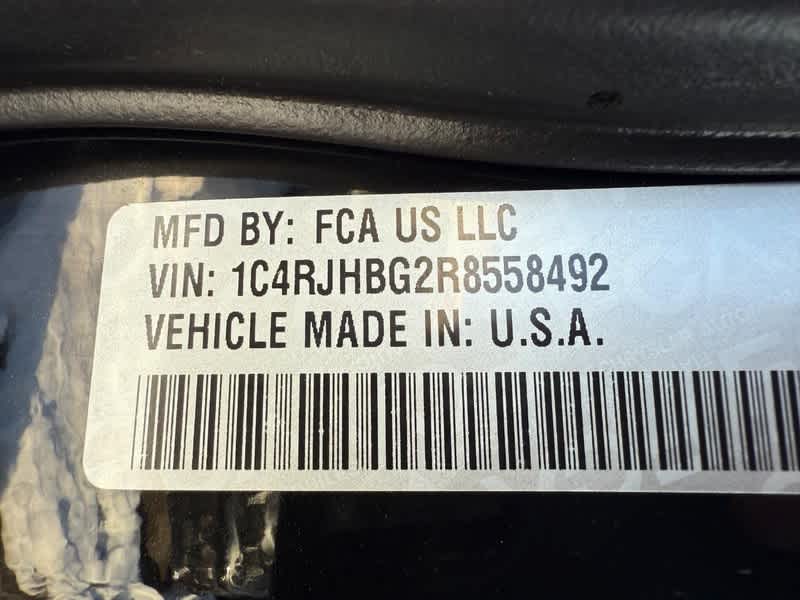 MFD BY: FCA US LLC
VIN: 1C4RJHBG2R8558492
VEHICLE MADE IN: U.S.A.